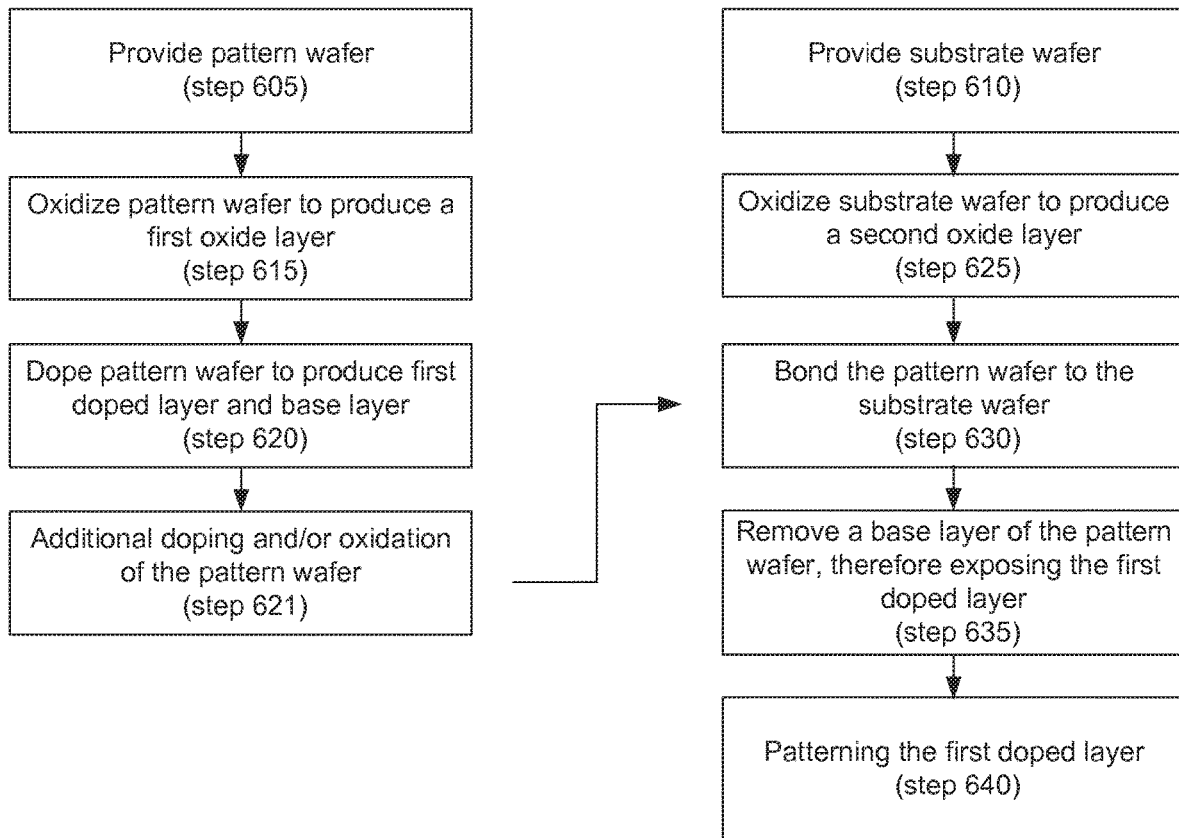 Provide pattern wafer
(step 605)
Oxidize pattern wafer to produce a
first oxide layer
(step 615)
Dope pattern wafer to produce first
doped layer and base layer
(step 620)
Additional doping and/or oxidation
of the pattern wafer
(step 621)
Provide substrate wafer
(step 610)
Oxidize substrate wafer to produce
a second oxide layer
(step 625)
Bond the pattern wafer to the
substrate wafer
(step 630)
Remove a base layer of the pattern
wafer, therefore exposing the first
doped layer
(step 635)
Patterning the first doped layer
(step 640)